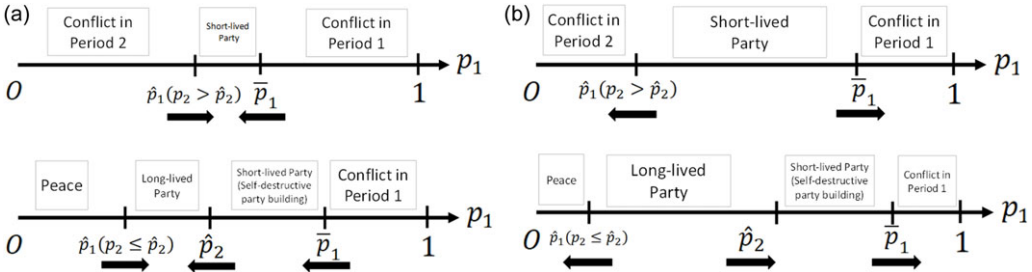 (a)
Conflict in
Period 2
Short-lived
Party
Conflict in
Period 1
0
p̂₁(p₂ > p̂₂)
p̅₁
1
p₁
Peace
Long-lived
Party
Short-lived Party
(Self-destructive
party building)
Conflict in
Period 1
0
p̂₁(p₂ ≤ p̂₂)
p̂₂
p̅₁
1
p₁
(b)
Conflict in
Period 2
Short-lived
Party
Conflict in
Period 1
0
p̂₁(p₂ > p̂₂)
p̅₁
1
p₁
Peace
Long-lived
Party
Short-lived Party
(Self-destructive
party building)
Conflict in
Period 1
0
p̂₁(p₂ ≤ p̂₂)
p̂₂
p̅₁
1
p₁